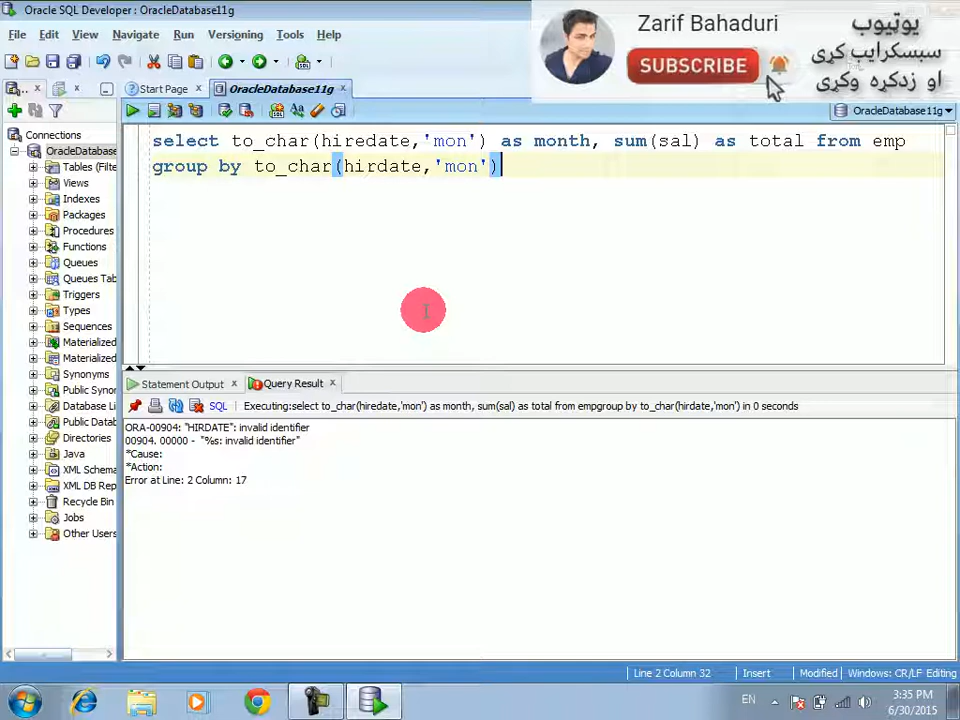 Oracle SQL Developer : OracleDatabase11g
Zarif Bahaduri
SUBSCRIBE
یوټیوب
سبسکرایب کړی
او زدکړه وکړی
File Edit View Navigate Run Versioning Tools Help
Start Page
OracleDatabase11g
OracleDatabase11g
Connections
OracleDatabase
Tables (Filte
Views
Indexes
Packages
Procedures
Functions
Queues
Queues Tab
Triggers
Types
Sequences
Materialized
Materialized
Synonyms
Public Synor
Database Li
Public Datab
Directories
Java
XML Schema
XML DB Rep
Recycle Bin
Jobs
Other Users
select to_char(hiredate,'mon') as month, sum(sal) as total from emp
group by to_char(hirdate,'mon')
Statement Output
Query Result
SQL | Executing:select to_char(hiredate,'mon') as month, sum(sal) as total from empgroup by to_char(hirdate,'mon') in 0 seconds
ORA-00904: "HIRDATE": invalid identifier
00904. 00000 - "%s: invalid identifier"
*Cause:
*Action:
Error at Line: 2 Column: 17
Line 2 Column 32
Insert
Modified
Windows: CR/LF Editing
EN
3:35 PM
6/30/2015